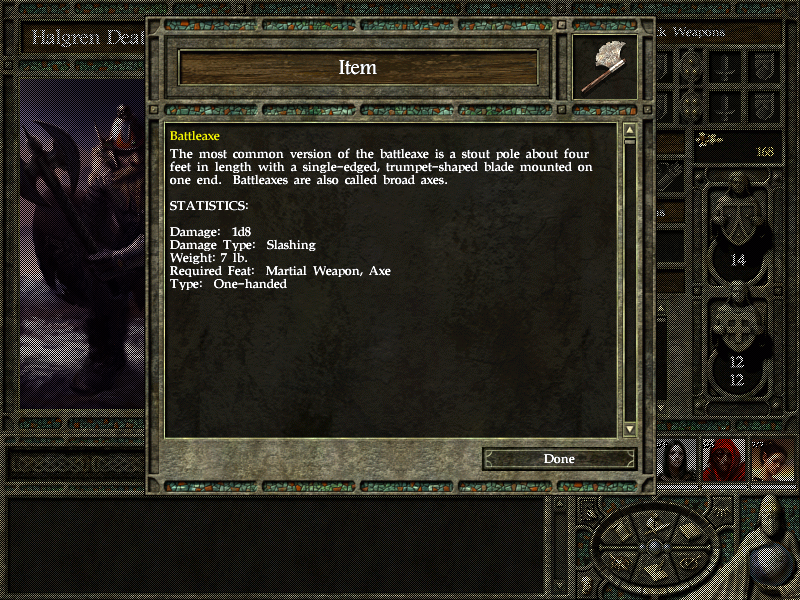 Halgren Deat
Item
k Weapons
Battleaxe
The most common version of the battleaxe is a stout pole about four
feet in length with a single-edged, trumpet-shaped blade mounted on
one end. Battleaxes are also called broad axes.
STATISTICS:
Damage: 1d8
Damage Type: Slashing
Weight: 7 lb.
Required Feat: Martial Weapon, Axe
Type: One-handed
168
14
12
12
Done